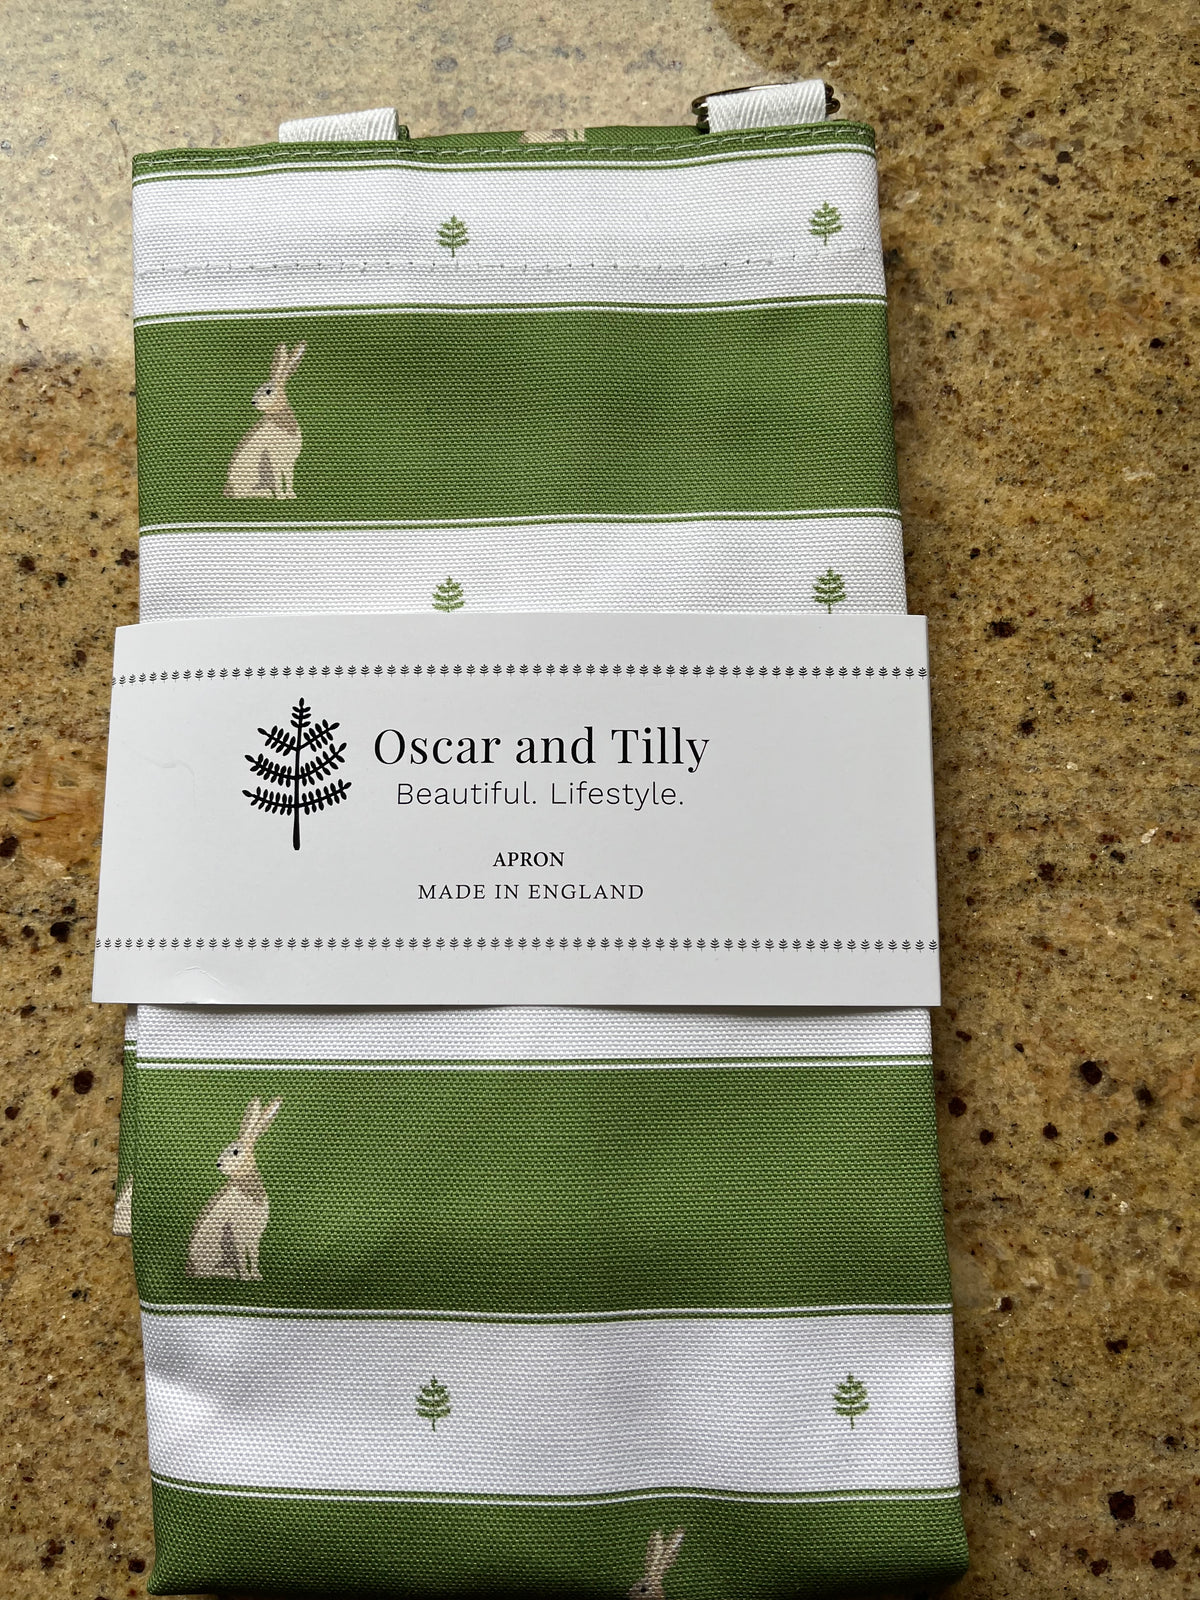 Oscar and Tilly
Beautiful. Lifestyle.
APRON
MADE IN ENGLAND